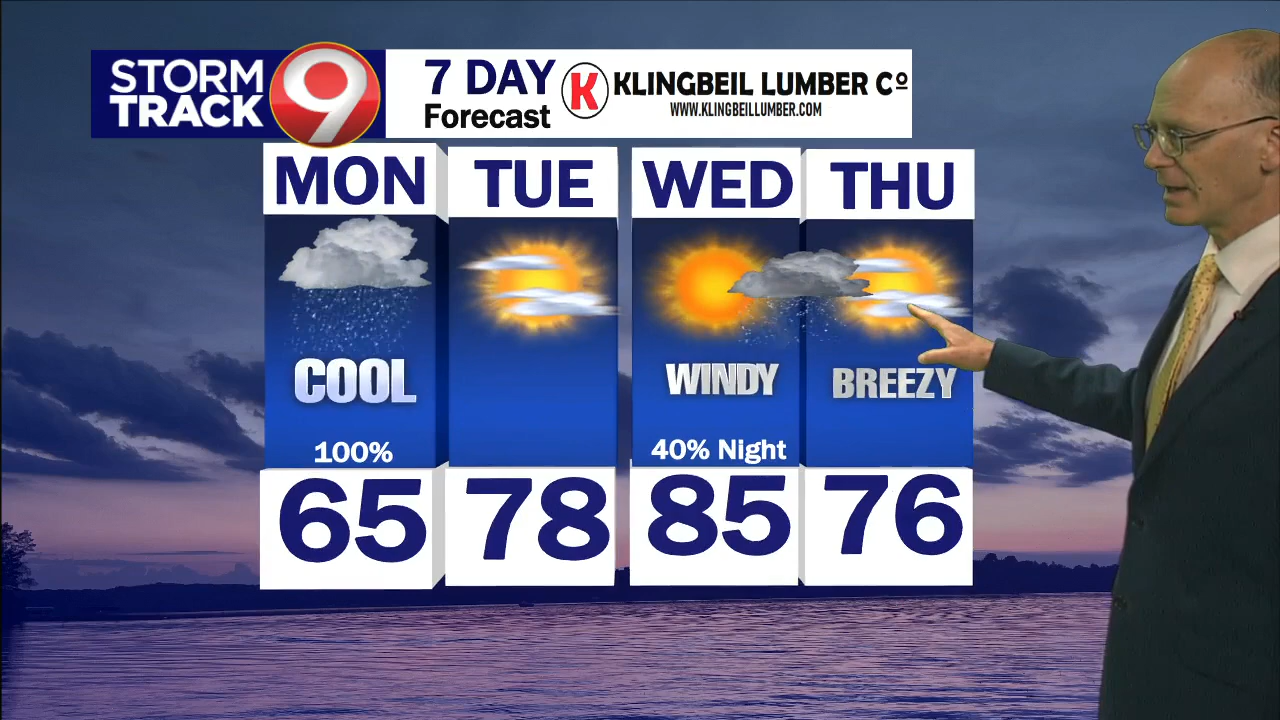 STORM
TRACK
9
7 DAY
Forecast
K
KLINGBEIL LUMBER Cº
WWW.KLINGBEILLUMBER.COM
MON TUE WED THU
COOL WINDY BREEZY
100% 40% Night
65 78 85 76